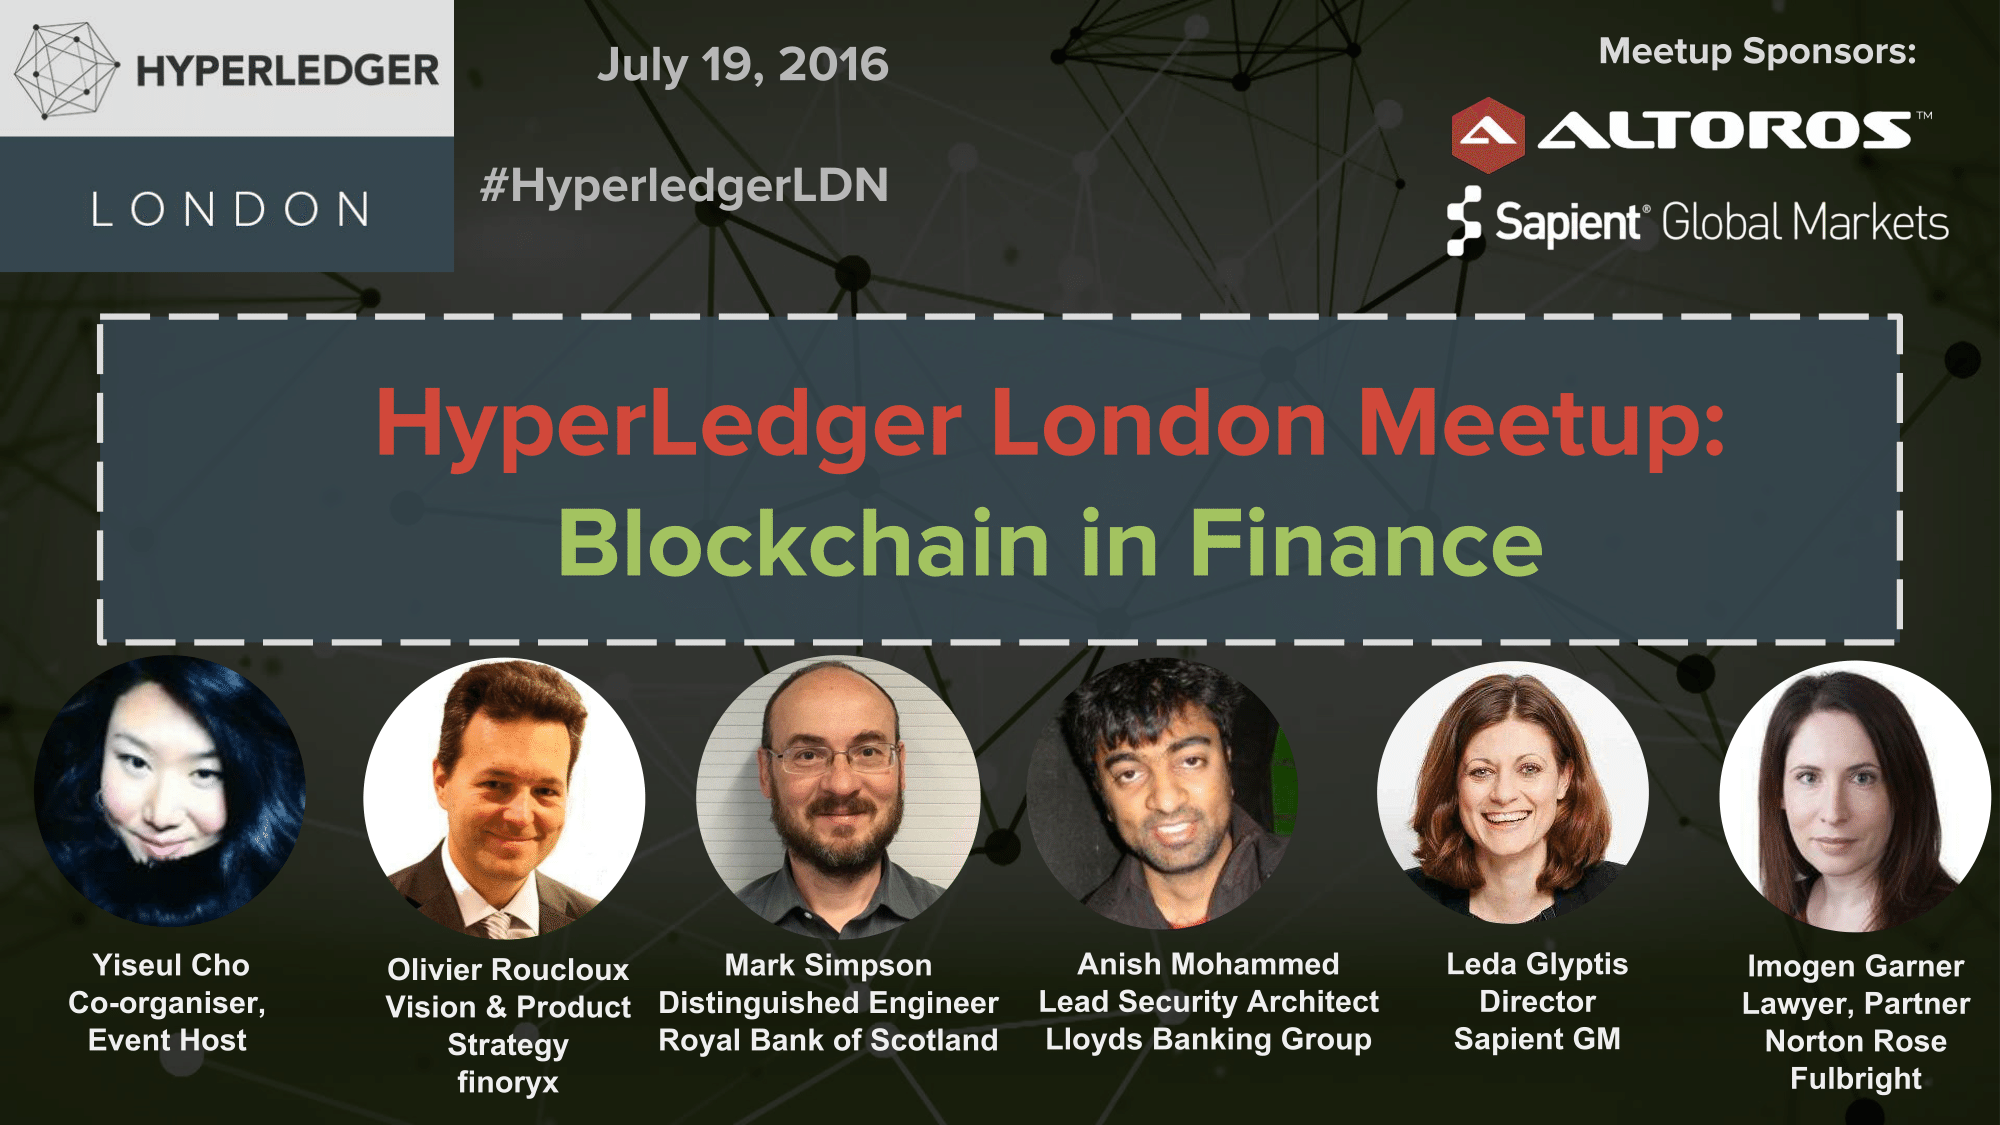 HYPERLEDGER
LONDON
July 19, 2016
#HyperledgerLDN
Meetup Sponsors:
ALTOROS™
Sapient® Global Markets
HyperLedger London Meetup:
Blockchain in Finance
Yiseul Cho
Co-organiser,
Event Host
Olivier Roucloux
Vision & Product
Strategy
finoryx
Mark Simpson
Distinguished Engineer
Royal Bank of Scotland
Anish Mohammed
Lead Security Architect
Lloyds Banking Group
Leda Glyptis
Director
Sapient GM
Imogen Garner
Lawyer, Partner
Norton Rose
Fulbright